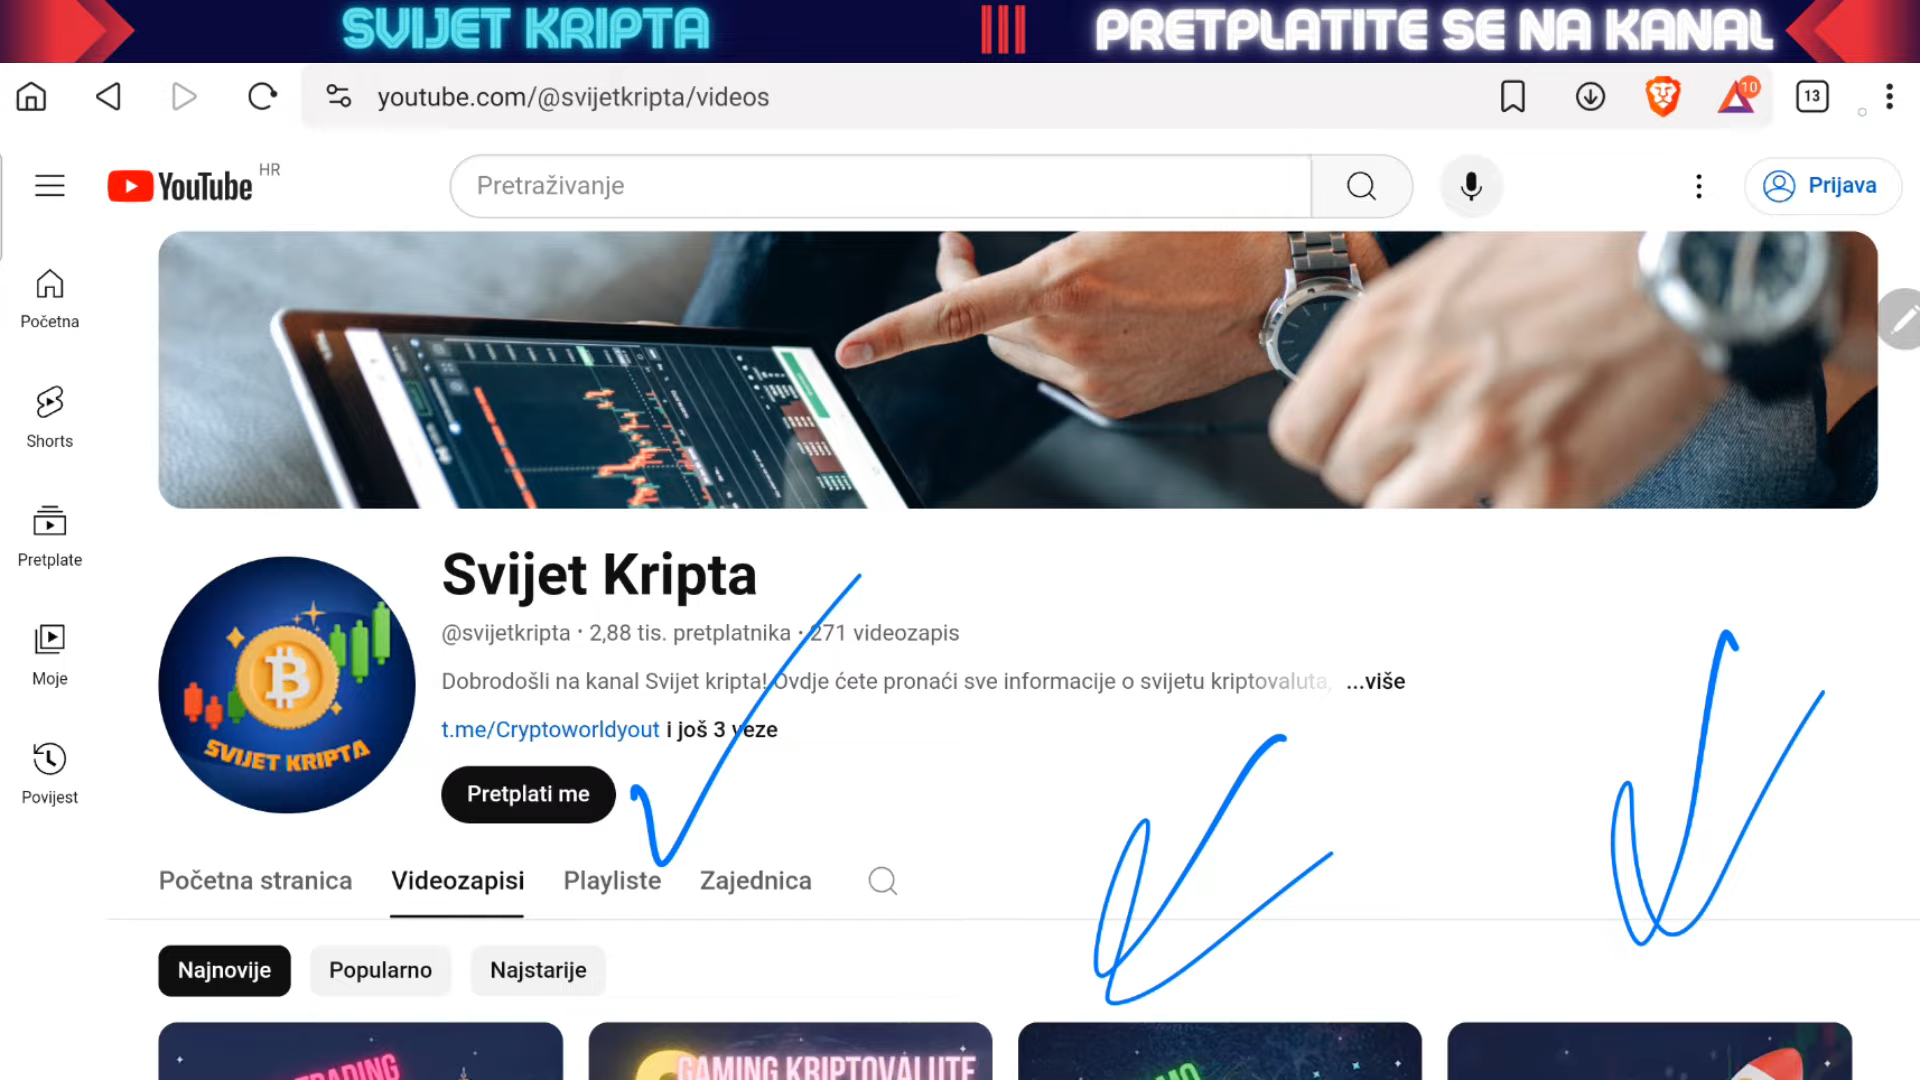 SVIJET KRIPTA PRETPLATITE SE NA KANAL
youtube.com/@svijetkripta/videos
10
13
YouTube HR
Pretraživanje
Prijava
Početna
Shorts
Pretplate
Moje
Povijest
SVIJET KRIPTA
Svijet Kripta
@svijetkripta · 2,88 tis. pretplatnika · 271 videozapis
Dobrodošli na kanal Svijet kripta! Ovdje ćete pronaći sve informacije o svijetu kriptovaluta, ...više
t.me/Cryptoworldyout i još 3 veze
Pretplati me
Početna stranica Videozapisi Playliste Zajednica
Najnovije Popularno Najstarije
GAMING KRIPTOVALUTE